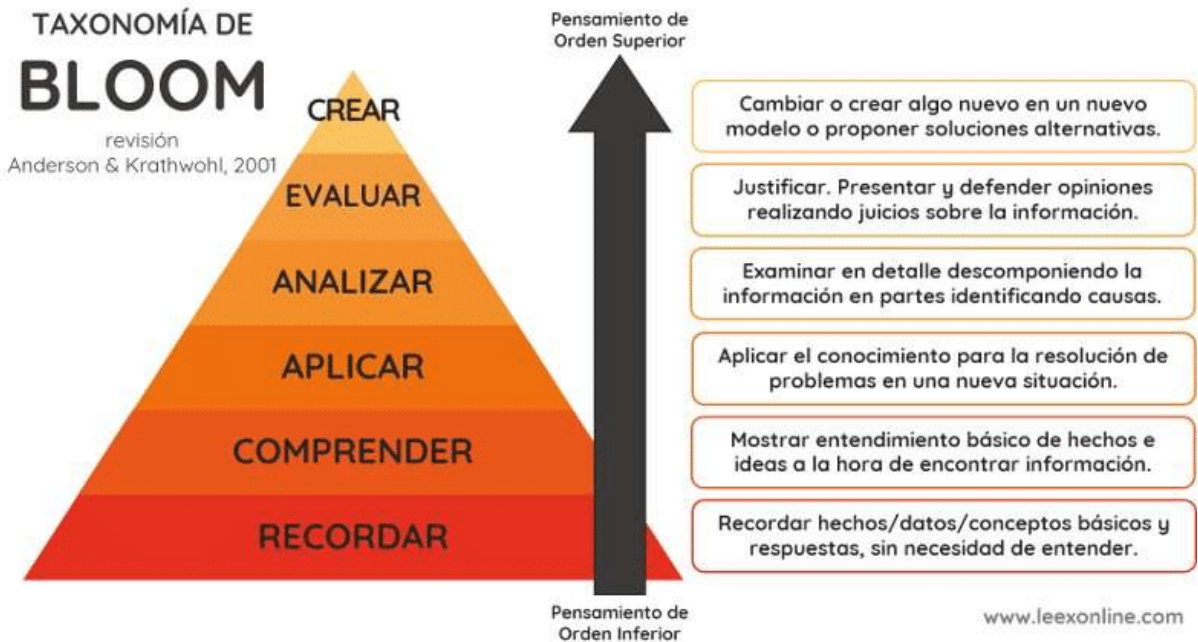 TAXONOMÍA DE
BLOOM
revisión
Anderson & Krathwohl, 2001
CREAR
EVALUAR
ANALIZAR
APLICAR
COMPRENDER
RECORDAR
Pensamiento de
Orden Superior
Pensamiento de
Orden Inferior
Cambiar o crear algo nuevo en un nuevo
modelo o proponer soluciones alternativas.
Justificar. Presentar y defender opiniones
realizando juicios sobre la información.
Examinar en detalle descomponiendo la
información en partes identificando causas.
Aplicar el conocimiento para la resolución de
problemas en una nueva situación.
Mostrar entendimiento básico de hechos e
ideas a la hora de encontrar información.
Recordar hechos/datos/conceptos básicos y
respuestas, sin necesidad de entender.
www.leexonline.com